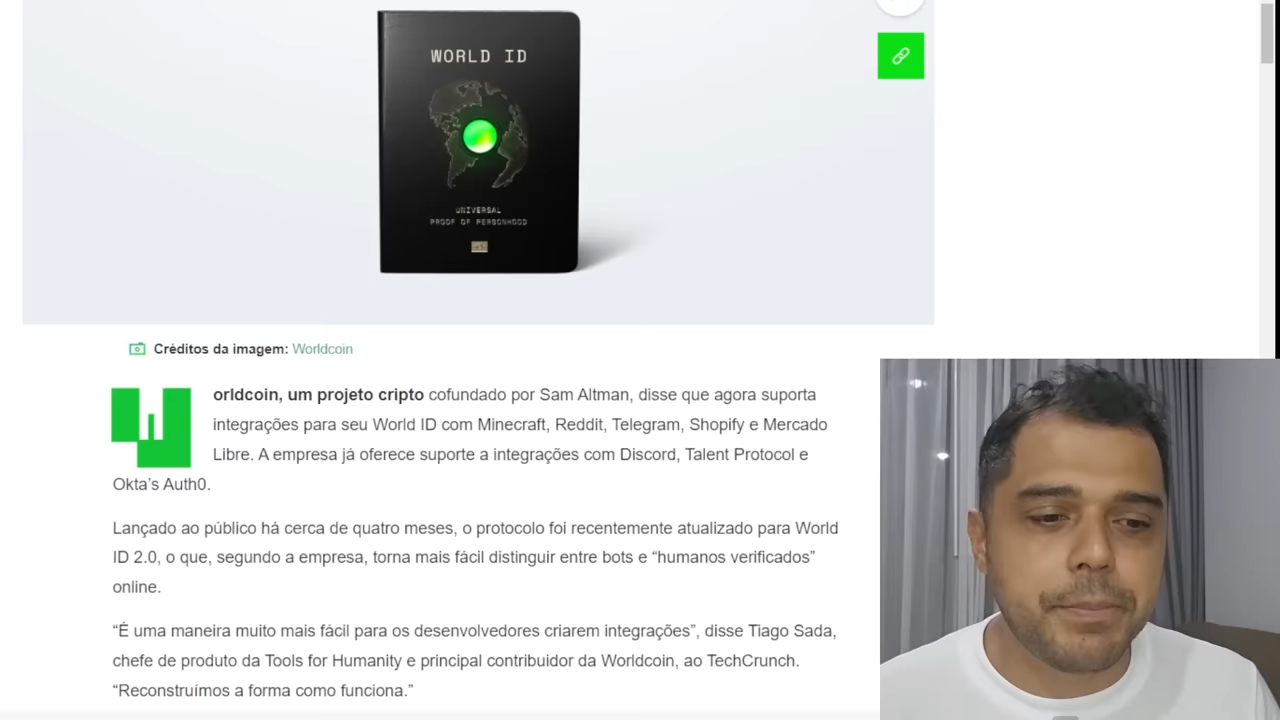 WORLD ID
UNIVERSAL
PROOF OF PERSONHOOD
Créditos da imagem: Worldcoin
Worldcoin, um projeto cripto cofundado por Sam Altman, disse que agora suporta
integrações para seu World ID com Minecraft, Reddit, Telegram, Shopify e Mercado
Libre. A empresa já oferece suporte a integrações com Discord, Talent Protocol e
Okta’s Auth0.
Lançado ao público há cerca de quatro meses, o protocolo foi recentemente atualizado para World
ID 2.0, o que, segundo a empresa, torna mais fácil distinguir entre bots e “humanos verificados”
online.
“É uma maneira muito mais fácil para os desenvolvedores criarem integrações”, disse Tiago Sada,
chefe de produto da Tools for Humanity e principal contribuidor da Worldcoin, ao TechCrunch.
“Reconstruímos a forma como funciona.”